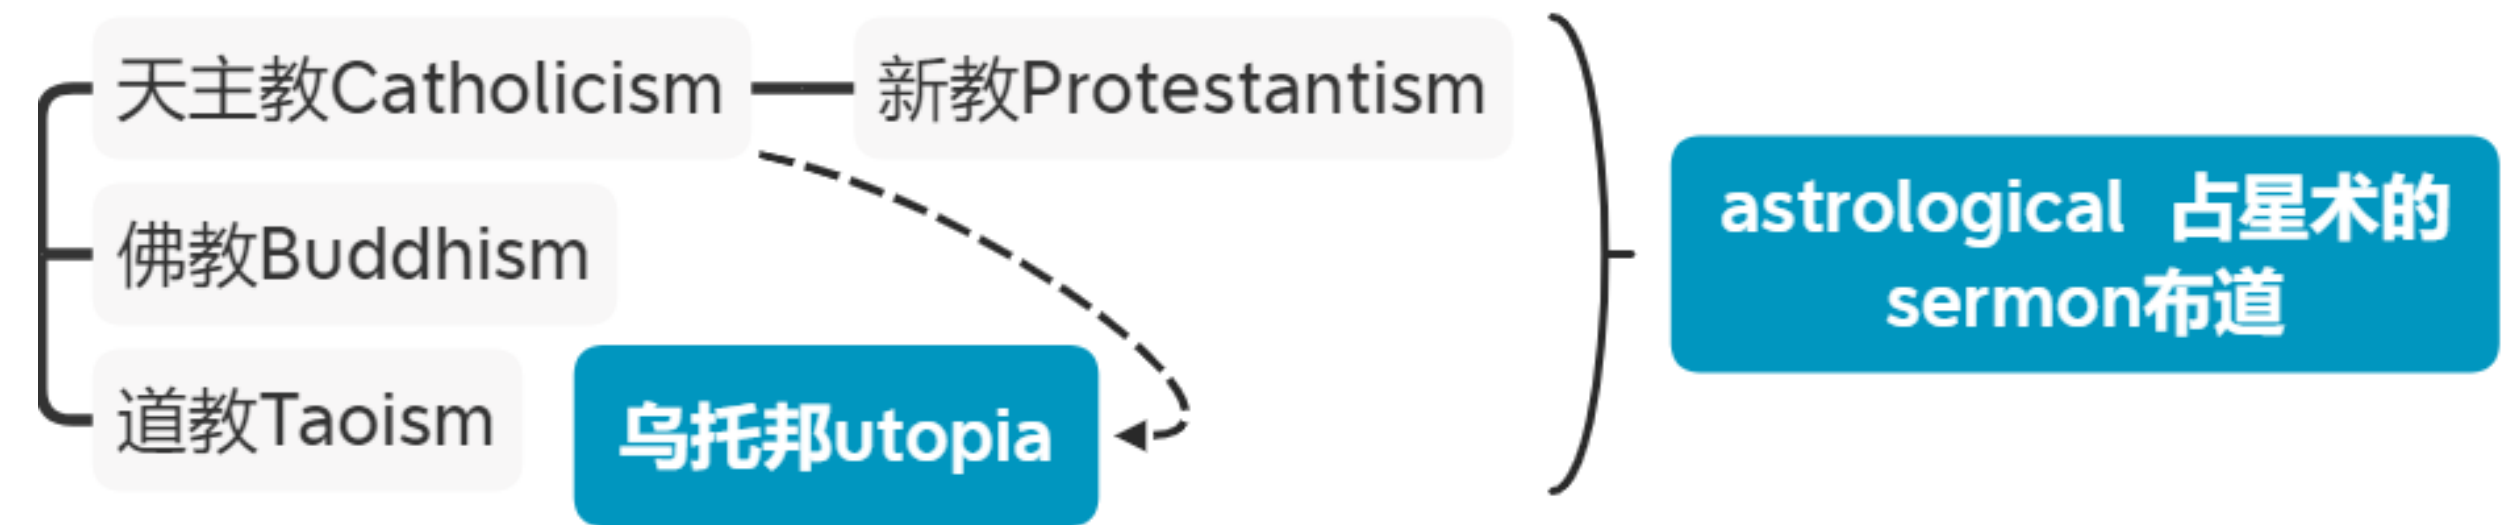 天主教Catholicism
新教Protestantism
佛教Buddhism
道教Taoism
乌托邦utopia
astrological 占星术的
sermon布道